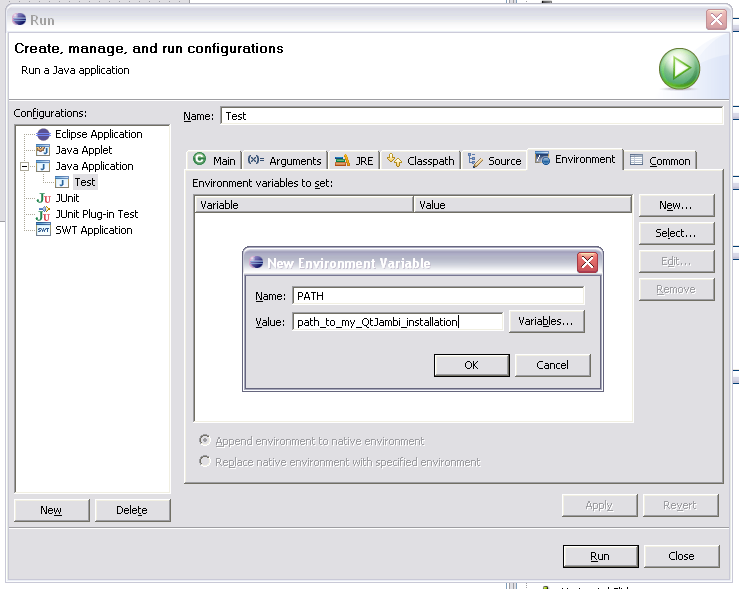 Run
Create, manage, and run configurations
Run a Java application
Configurations:
Name: Test
Eclipse Application
Java Applet
Java Application
Test
JUnit
JUnit Plug-in Test
SWT Application
Main (x)= Arguments JRE Classpath Source Environment Common
Environment variables to set:
Variable Value
New...
Select...
Edit...
Remove
New Environment Variable
Name: PATH
Value: path_to_my_QtJambi_installation Variables...
OK Cancel
Append environment to native environment
Replace native environment with specified environment
New Delete
Apply Revert
Run Close